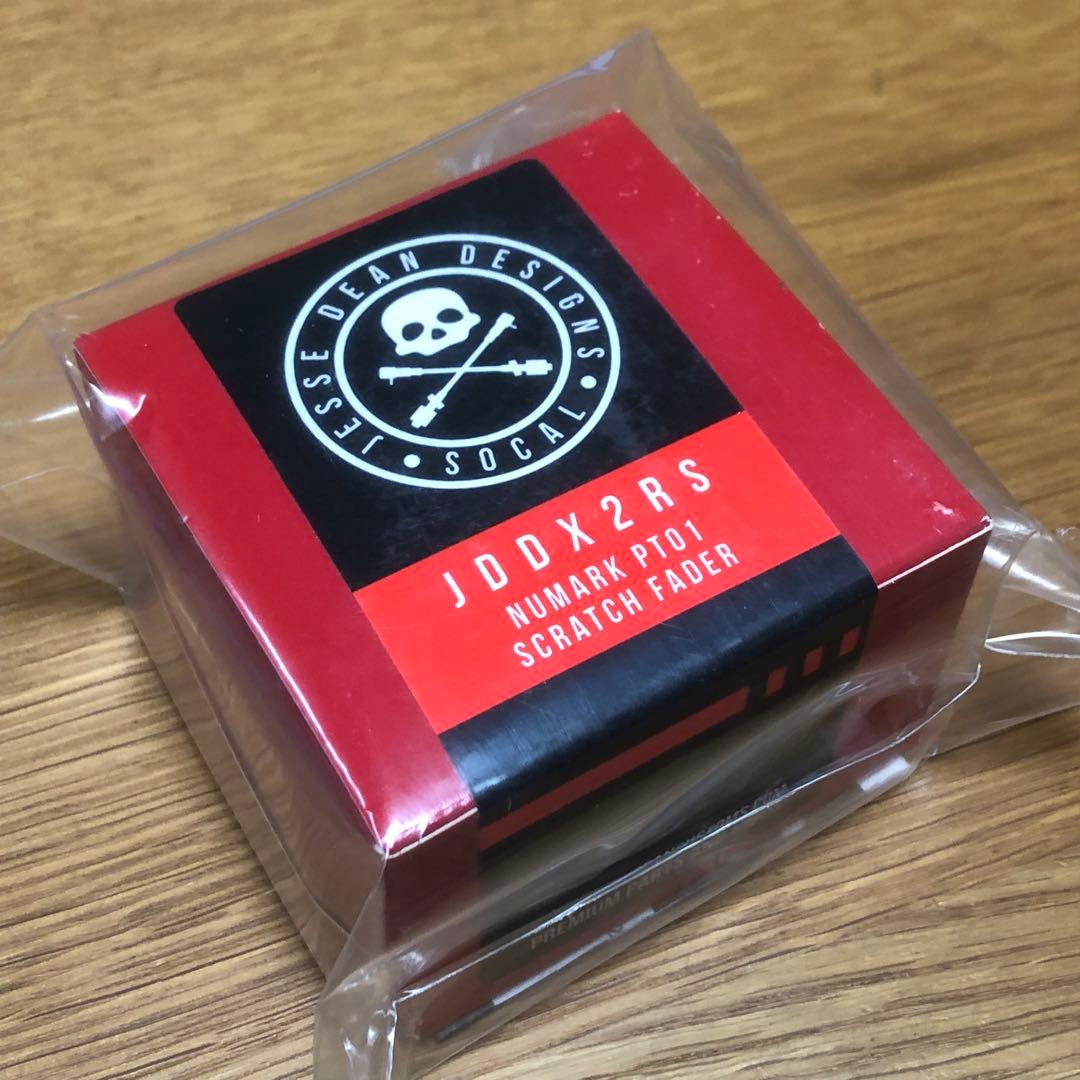 JESSE DEAN DESIGNS • SOCAL •
JDDX2RS
NUMARK PT01
SCRATCH FADER
PREMIUM PARTS